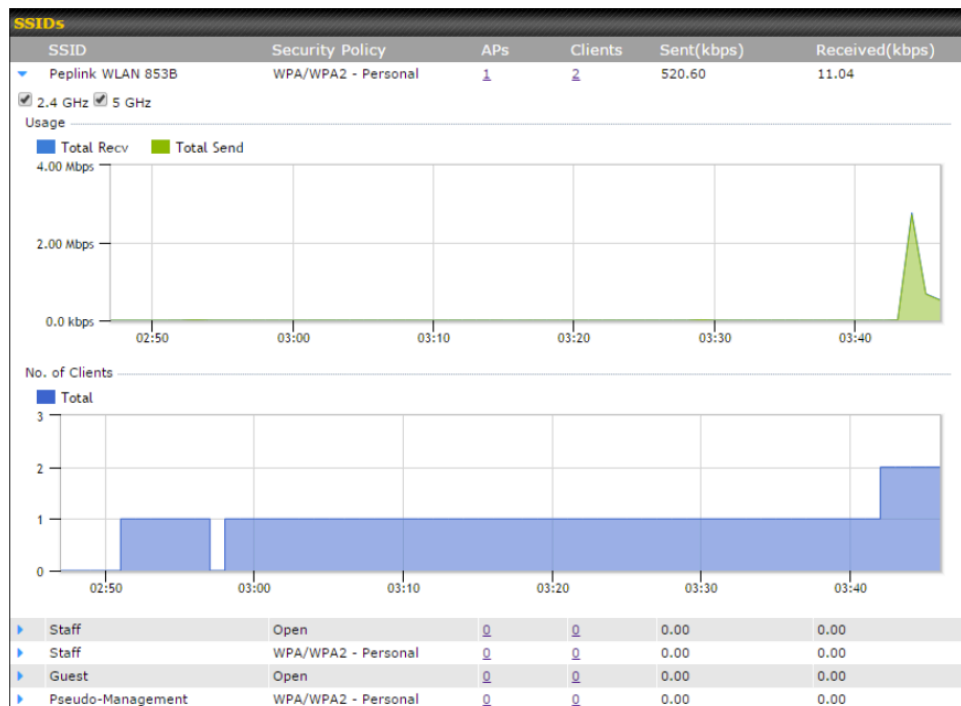 SSIDs
SSID Security Policy APs Clients Sent(kbps) Received(kbps)
Peplink WLAN 853B WPA/WPA2 - Personal 1 2 520.60 11.04
2.4 GHz 5 GHz
Usage
Total Recv Total Send
4.00 Mbps
2.00 Mbps
0.0 kbps
02:50 03:00 03:10 03:20 03:30 03:40
No. of Clients
Total
3
2
1
0
02:50 03:00 03:10 03:20 03:30 03:40
Staff Open 0 0 0.00 0.00
Staff WPA/WPA2 - Personal 0 0 0.00 0.00
Guest Open 0 0 0.00 0.00
Pseudo-Management WPA/WPA2 - Personal 0 0 0.00 0.00